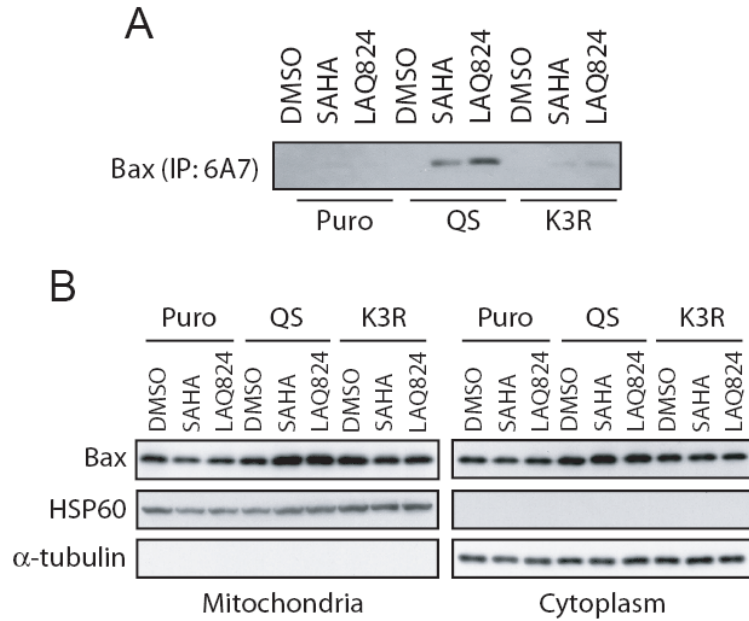 A
DMSO SAHA LAQ824 DMSO SAHA LAQ824 DMSO SAHA LAQ824
Bax (IP: 6A7)
Puro QS K3R
B
Puro QS K3R Puro QS K3R
DMSO SAHA LAQ824 DMSO SAHA LAQ824 DMSO SAHA LAQ824 DMSO SAHA LAQ824 DMSO SAHA LAQ824 DMSO SAHA LAQ824
Bax
HSP60
α-tubulin
Mitochondria Cytoplasm